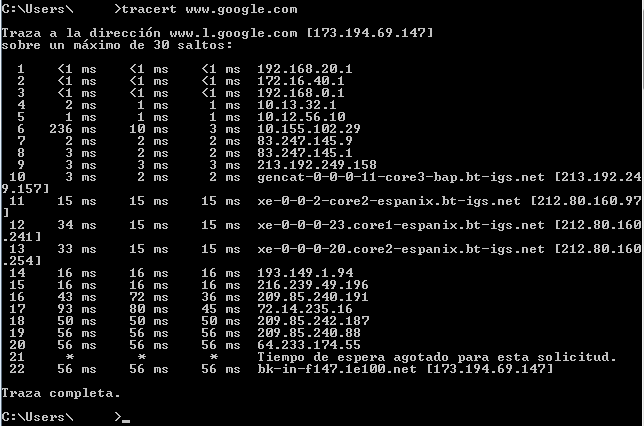 C:\Users\ >tracert www.google.com
Traza a la dirección www.l.google.com [173.194.69.147]
sobre un máximo de 30 saltos:
1 <1 ms <1 ms <1 ms 192.168.20.1
2 <1 ms <1 ms <1 ms 172.16.40.1
3 <1 ms <1 ms <1 ms 192.168.0.1
4 2 ms 1 ms 1 ms 10.13.32.1
5 1 ms 1 ms 1 ms 10.12.56.10
6 236 ms 10 ms 3 ms 10.155.102.29
7 2 ms 2 ms 2 ms 83.247.145.9
8 3 ms 2 ms 2 ms 83.247.145.1
9 3 ms 3 ms 3 ms 213.192.249.158
10 3 ms 2 ms 2 ms gencat-0-0-0-11-core3-bap.bt-igs.net [213.192.24
9.157]
11 15 ms 15 ms 15 ms xe-0-0-2-core2-espanix.bt-igs.net [212.80.160.97
]
12 34 ms 15 ms 15 ms xe-0-0-0-23.core1-espanix.bt-igs.net [212.80.160
.241]
13 33 ms 15 ms 15 ms xe-0-0-0-20.core2-espanix.bt-igs.net [212.80.160
.254]
14 16 ms 16 ms 16 ms 193.149.1.94
15 16 ms 16 ms 16 ms 216.239.49.196
16 43 ms 72 ms 36 ms 209.85.240.191
17 93 ms 80 ms 45 ms 72.14.235.16
18 50 ms 50 ms 50 ms 209.85.242.187
19 56 ms 56 ms 56 ms 209.85.240.88
20 56 ms 56 ms 56 ms 64.233.174.55
21 * * * Tiempo de espera agotado para esta solicitud.
22 56 ms 56 ms 56 ms bk-in-f147.1e100.net [173.194.69.147]
Traza completa.
C:\Users\ >_